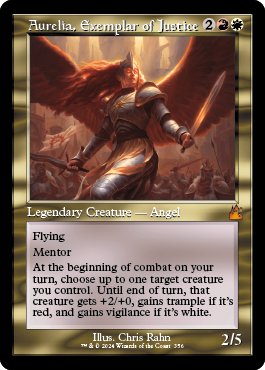 Aurelia, Exemplar of Justice 2
Legendary Creature — Angel
Flying
Mentor
At the beginning of combat on your
turn, choose up to one target creature
you control. Until end of turn, that
creature gets +2/+0, gains trample if it's
red, and gains vigilance if it's white.
Illus. Chris Rahn
™ & © 2024 Wizards of the Coast 356
2/5